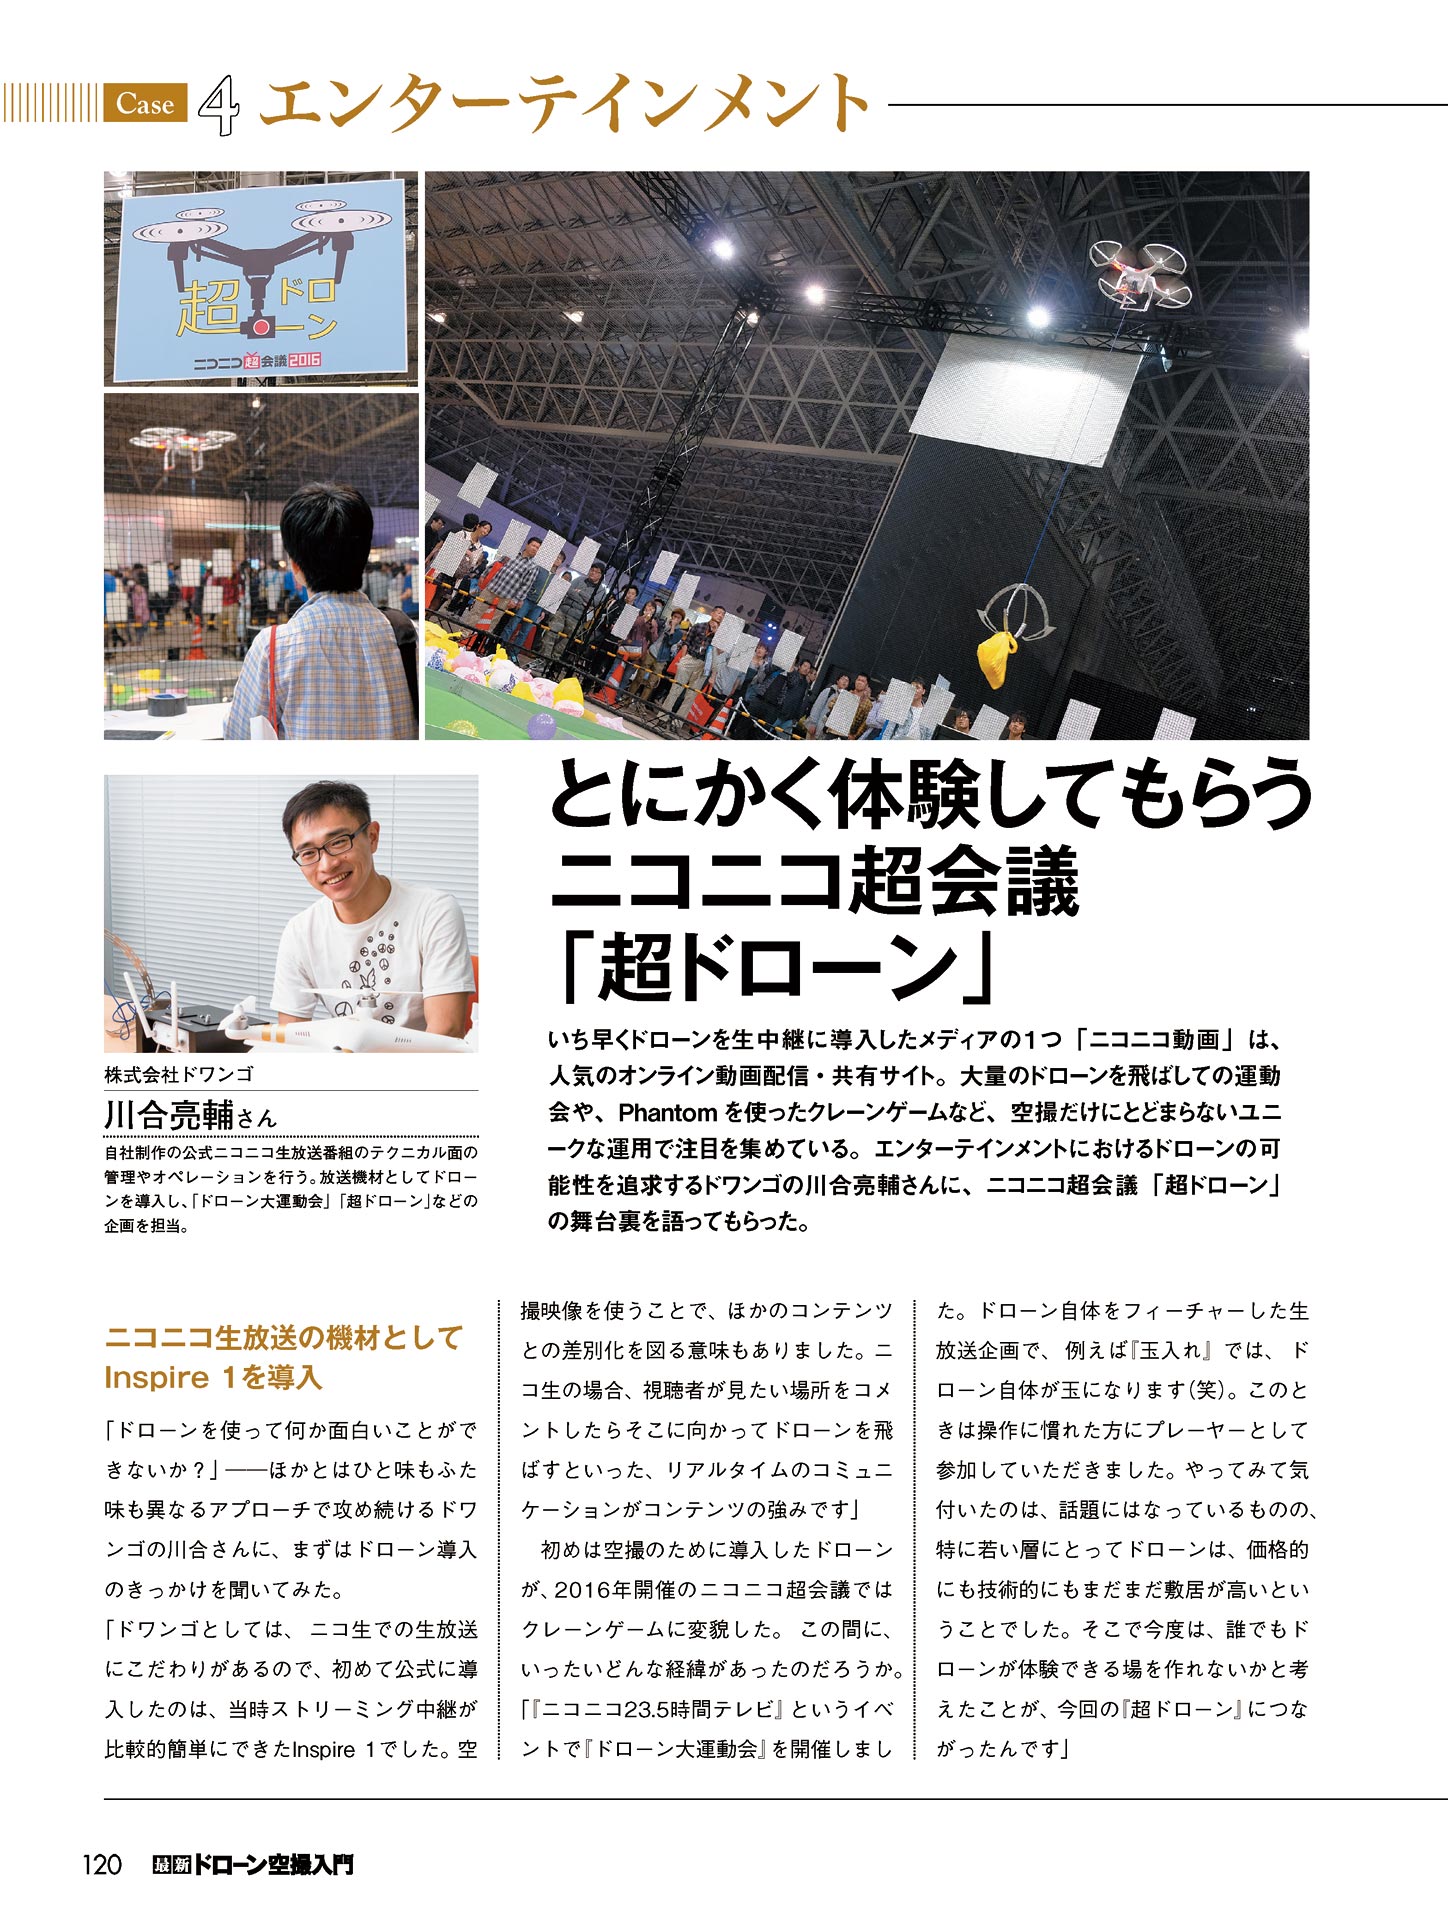 Case 4 エンターテインメント
超ドローン
ニコニコ超会議2016
とにかく体験してもらう
ニコニコ超会議
「超ドローン」
いち早くドローンを生中継に導入したメディアの1つ「ニコニコ動画」は、
人気のオンライン動画配信・共有サイト。大量のドローンを飛ばしての運動
会や、Phantom を使ったクレーンゲームなど、空撮だけにとどまらないユニ
ークな運用で注目を集めている。エンターテインメントにおけるドローンの可
能性を追求するドワンゴの川合亮輔さんに、ニコニコ超会議「超ドローン」
の舞台裏を語ってもらった。
株式会社ドワンゴ
川合亮輔さん
自社制作の公式ニコニコ生放送番組のテクニカル面の
管理やオペレーションを行う。放送機材としてドロー
ンを導入し、「ドローン大運動会」「超ドローン」などの
企画を担当。
ニコニコ生放送の機材として
Inspire 1を導入
「ドローンを使って何か面白いことがで
きないか？」――ほかとはひと味もふた
味も異なるアプローチで攻め続けるドワ
ンゴの川合さんに、まずはドローン導入
のきっかけを聞いてみた。
「ドワンゴとしては、ニコ生での生放送
にこだわりがあるので、初めて公式に導
入したのは、当時ストリーミング中継が
比較的簡単にできたInspire 1でした。空
撮映像を使うことで、ほかのコンテンツ
との差別化を図る意味もありました。ニ
コ生の場合、視聴者が見たい場所をコメ
ントしたらそこに向かってドローンを飛
ばすといった、リアルタイムのコミュニ
ケーションがコンテンツの強みです」
初めは空撮のために導入したドローン
が、2016年開催のニコニコ超会議では
クレーンゲームに変貌した。この間に、
いったいどんな経緯があったのだろうか。
「『ニコニコ23.5時間テレビ』というイベ
ントで『ドローン大運動会』を開催しまし
た。ドローン自体をフィーチャーした生
放送企画で、例えば『玉入れ』では、ド
ローン自体が玉になります（笑）。このと
きは操作に慣れた方にプレーヤーとして
参加していただきました。やってみて気
付いたのは、話題にはなっているものの、
特に若い層にとってドローンは、価格的
にも技術的にもまだまだ敷居が高いとい
うことでした。そこで今度は、誰でもド
ローンが体験できる場を作れないかと考
えたことが、今回の『超ドローン』につな
がったんです」
120 最新ドローン空撮入門